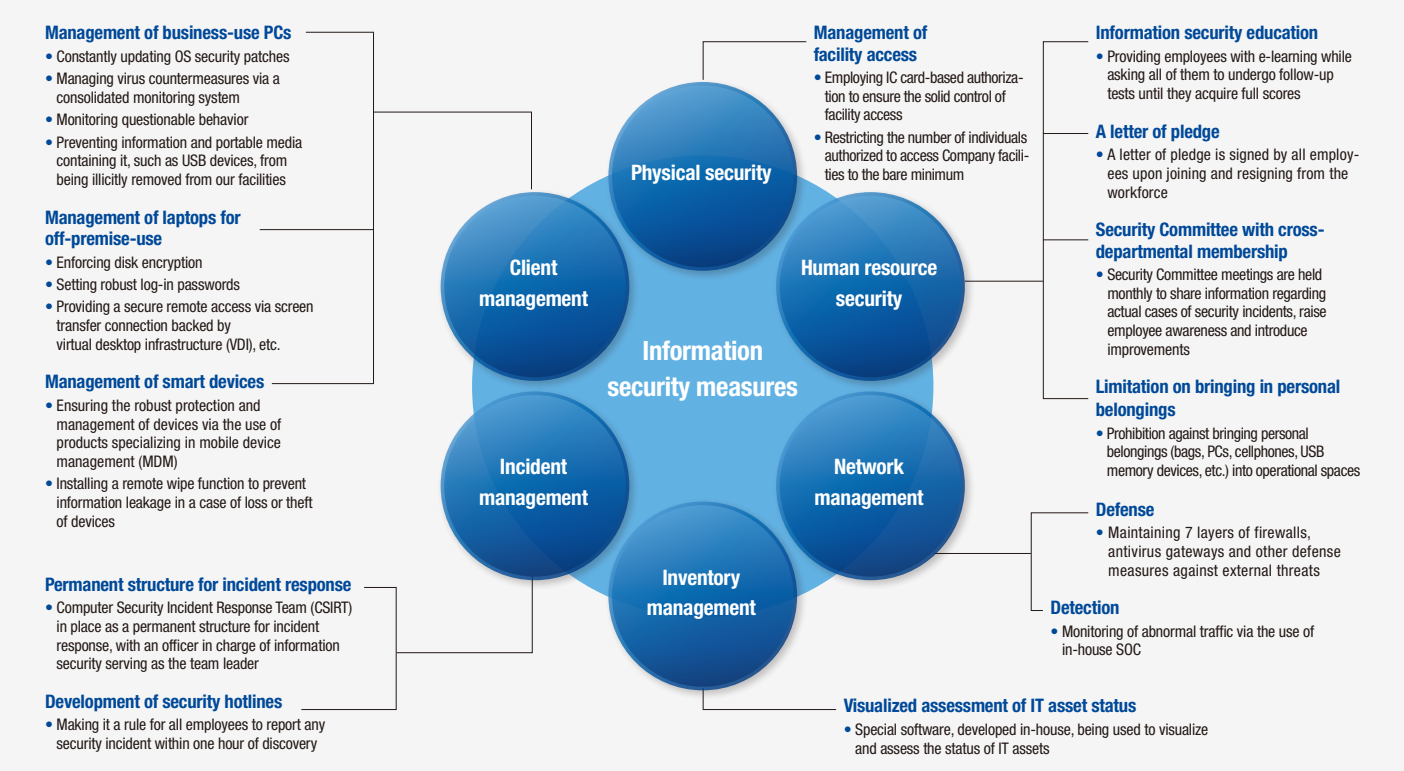 Management of business-use PCs
• Constantly updating OS security patches
• Managing virus countermeasures via a
consolidated monitoring system
• Monitoring questionable behavior
• Preventing information and portable media
containing it, such as USB devices, from
being illicitly removed from our facilities
Management of laptops for
off-premise-use
• Enforcing disk encryption
• Setting robust log-in passwords
• Providing a secure remote access via screen
transfer connection backed by
virtual desktop infrastructure (VDI), etc.
Management of smart devices
• Ensuring the robust protection and
management of devices via the use of
products specializing in mobile device
management (MDM)
• Installing a remote wipe function to prevent
information leakage in a case of loss or theft
of devices
Permanent structure for incident response
• Computer Security Incident Response Team (CSIRT)
in place as a permanent structure for incident
response, with an officer in charge of information
security serving as the team leader
Development of security hotlines
• Making it a rule for all employees to report any
security incident within one hour of discovery
Physical security
Client
management
Human resource
security
Information
security measures
Incident
management
Network
management
Inventory
management
Management of
facility access
• Employing IC card-based authoriza-
tion to ensure the solid control of
facility access
• Restricting the number of individuals
authorized to access Company facili-
ties to the bare minimum
Information security education
• Providing employees with e-learning while
asking all of them to undergo follow-up
tests until they acquire full scores
A letter of pledge
• A letter of pledge is signed by all employ-
ees upon joining and resigning from the
workforce
Security Committee with cross-
departmental membership
• Security Committee meetings are held
monthly to share information regarding
actual cases of security incidents, raise
employee awareness and introduce
improvements
Limitation on bringing in personal
belongings
• Prohibition against bringing personal
belongings (bags, PCs, cellphones, USB
memory devices, etc.) into operational spaces
Defense
• Maintaining 7 layers of firewalls,
antivirus gateways and other defense
measures against external threats
Detection
• Monitoring of abnormal traffic via the use of
in-house SOC
Visualized assessment of IT asset status
• Special software, developed in-house, being used to visualize
and assess the status of IT assets